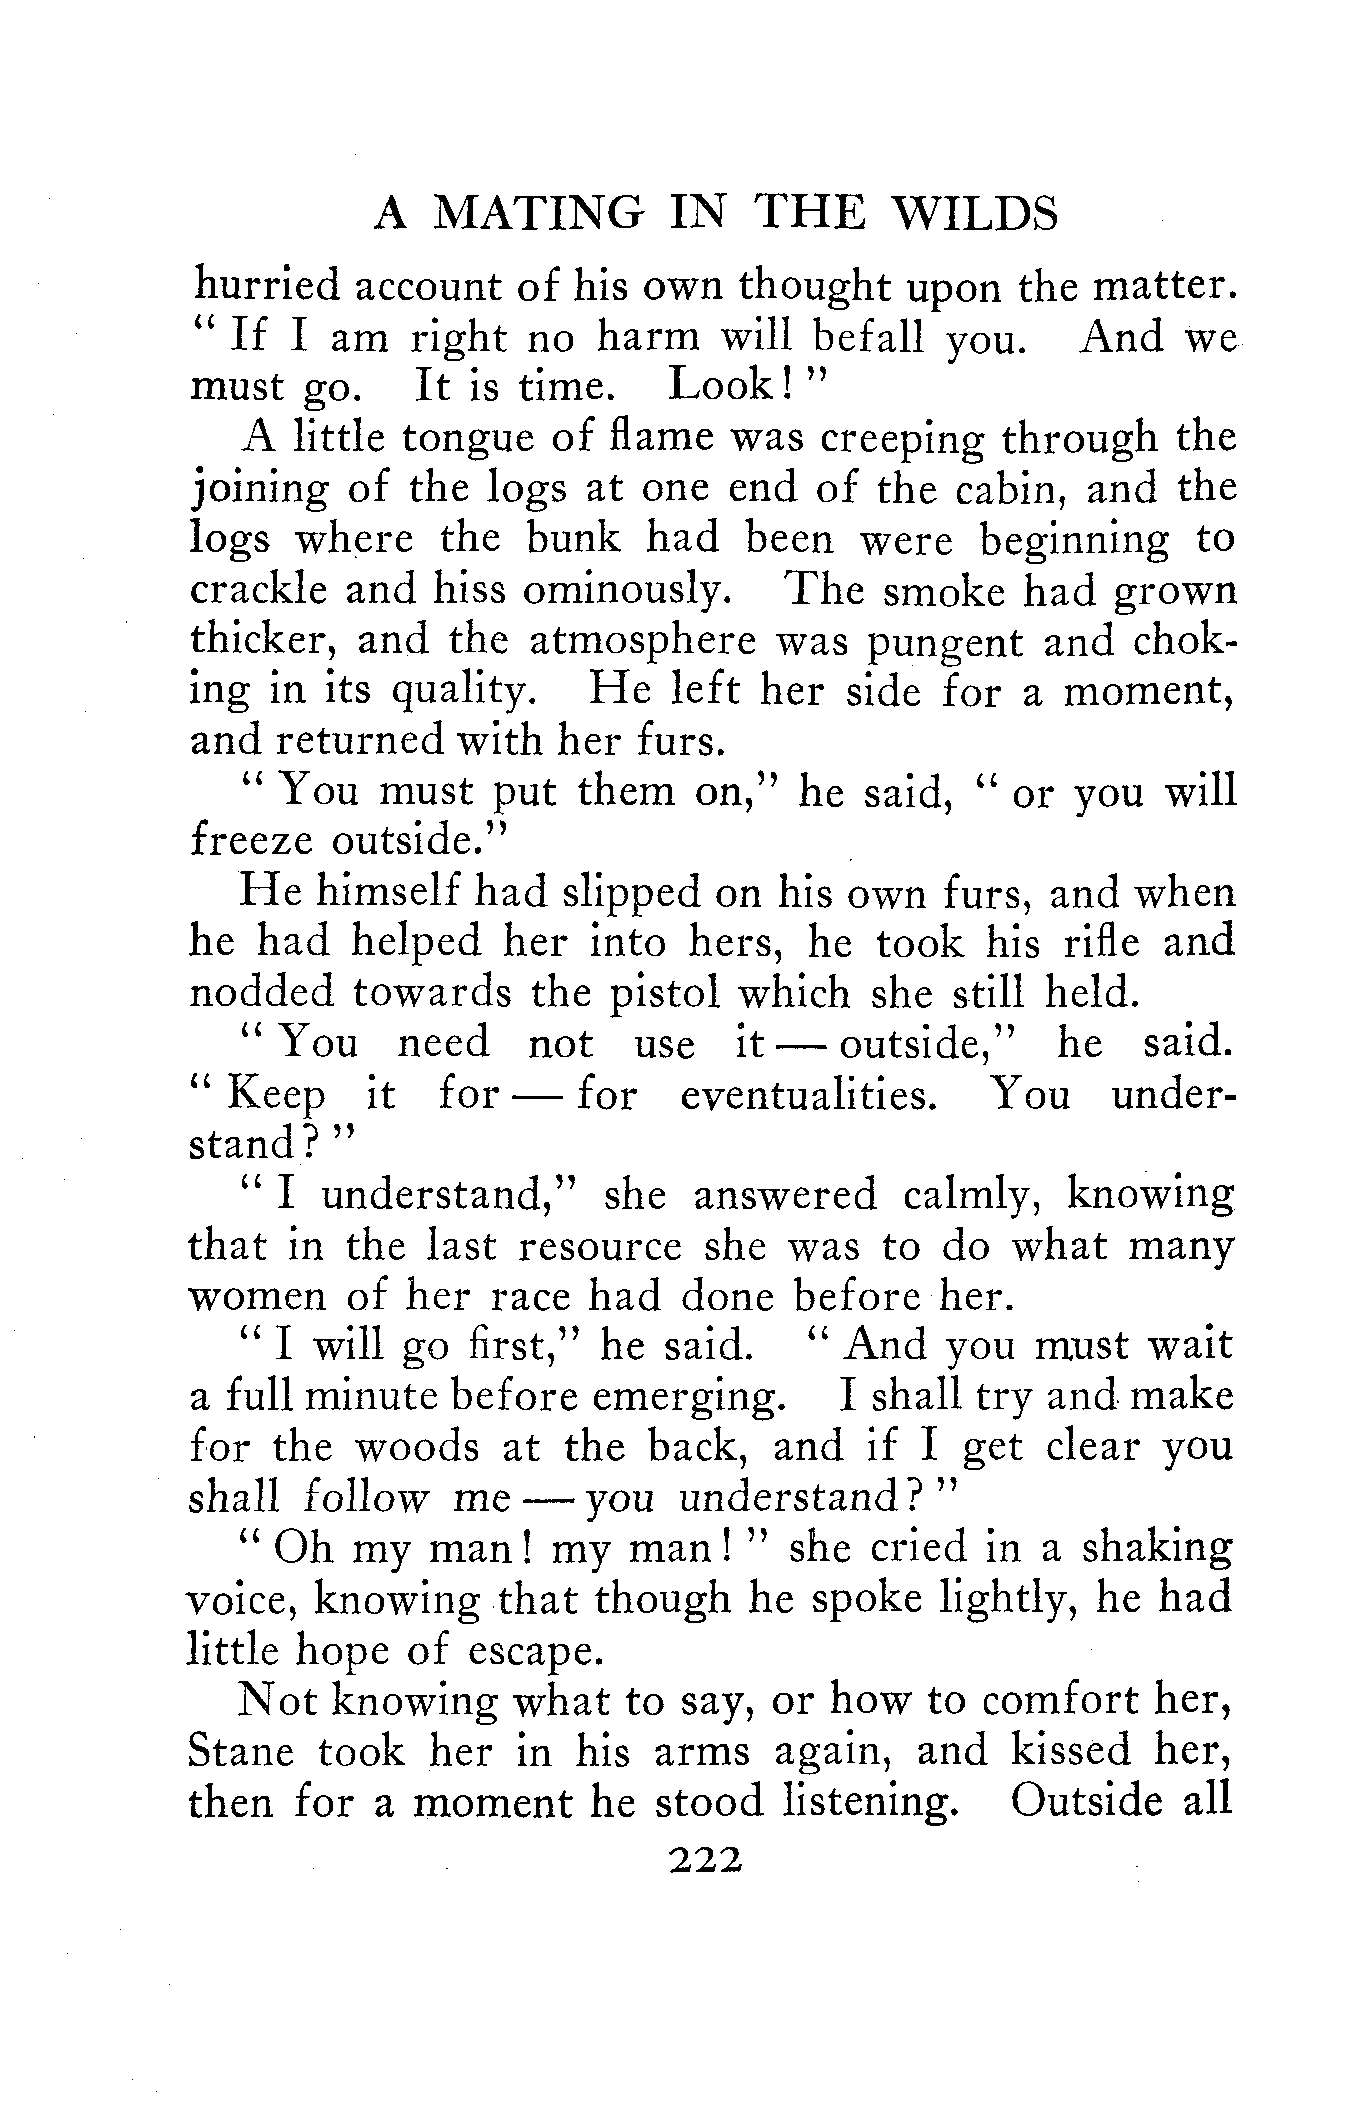 A MATING IN THE WILDS
hurried account of his own thought upon the matter.
“ If I am right no harm will befall you. And we
must go. It is time. Look! ”
A little tongue of flame was creeping through the
joining of the logs at one end of the cabin, and the
logs where the bunk had been were beginning to
crackle and hiss ominously. The smoke had grown
thicker, and the atmosphere was pungent and chok-
ing in its quality. He left her side for a moment,
and returned with her furs.
“ You must put them on,” he said, “ or you will
freeze outside.”
He himself had slipped on his own furs, and when
he had helped her into hers, he took his rifle and
nodded towards the pistol which she still held.
“ You need not use it — outside,” he said.
“ Keep it for — for eventualities. You under-
stand? ”
“ I understand,” she answered calmly, knowing
that in the last resource she was to do what many
women of her race had done before her.
“ I will go first,” he said. “ And you must wait
a full minute before emerging. I shall try and make
for the woods at the back, and if I get clear you
shall follow me — you understand? ”
“ Oh my man! my man! ” she cried in a shaking
voice, knowing that though he spoke lightly, he had
little hope of escape.
Not knowing what to say, or how to comfort her,
Stane took her in his arms again, and kissed her,
then for a moment he stood listening. Outside all
222